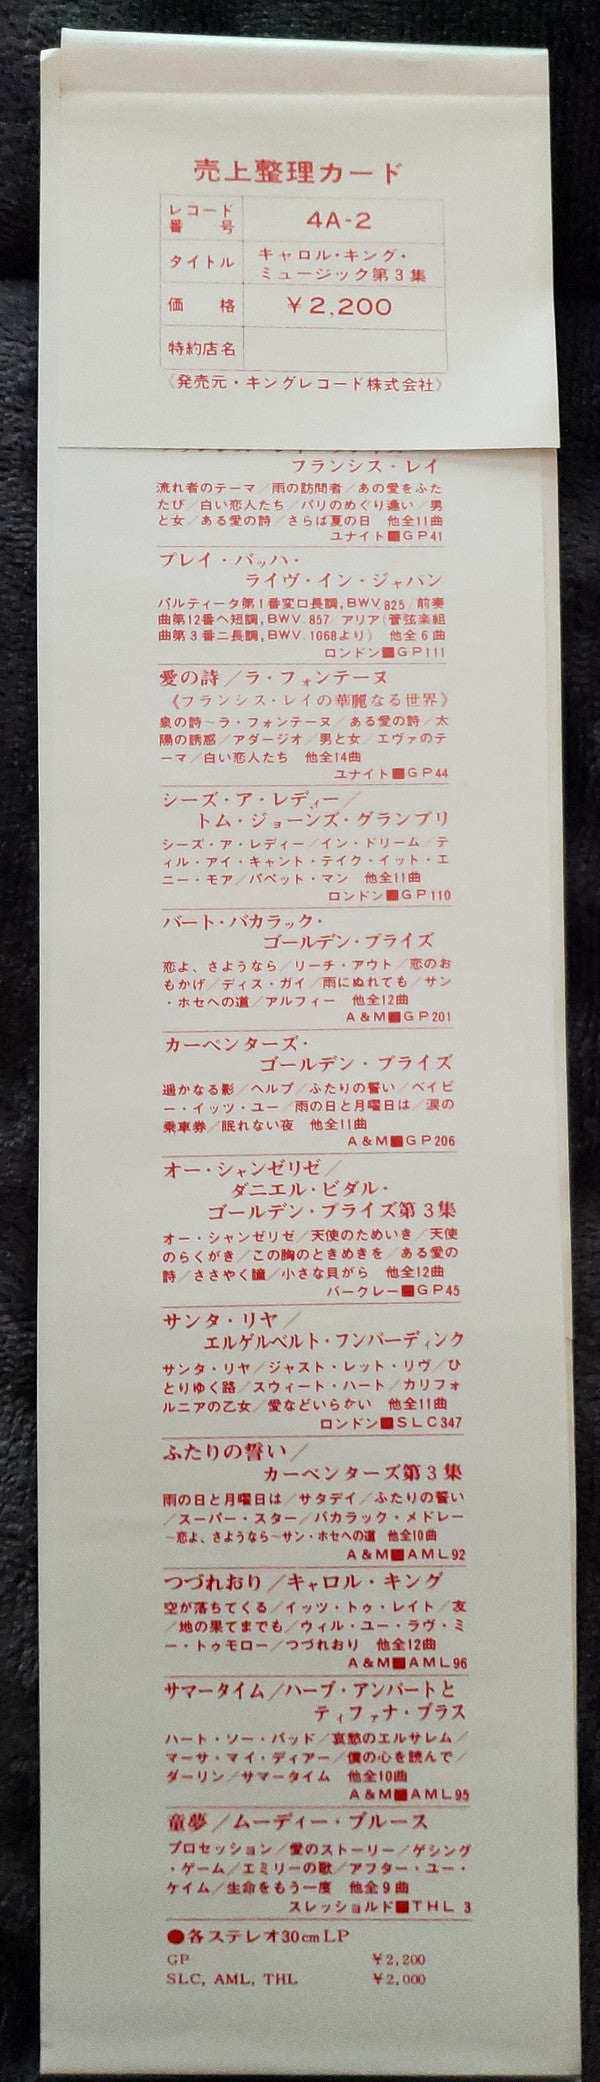 売上整理カード
レコード番号 4A-2
タイトル キャロル・キング・
ミュージック第3集
価格 ¥2,200
特約店名
《発売元・キングレコード株式会社》
フランシス・レイ
流れ者のテーマ/雨の訪問者/あの愛をふた
たび/白い恋人たち/パリのめぐり逢い/男
と女/ある愛の詩/さらば夏の日 他全11曲
ユナイト■GP41
プレイ・バッハ・
ライヴ・イン・ジャパン
パルティータ第1番変ロ長調,BWV.825/前奏
曲第12番ヘ短調,BWV.857/アリア(管弦楽組
曲第3番ニ長調,BWV.1068より) 他全6曲
ロンドン■GP111
愛の詩/ラ・フォンテーヌ
《フランシス・レイの華麗なる世界》
泉の詩~ラ・フォンテーヌ/ある愛の詩/太
陽の誘惑/アダージオ/男と女/エヴァのテ
ーマ/白い恋人たち 他全14曲
ユナイト■GP44
シーズ・ア・レディー/
トム・ジョーンズ・グランプリ
シーズ・ア・レディー/イン・ドリーム/テ
ィル・アイ・キャント・テイク・イット・エ
ニー・モア/パペット・マン 他全11曲
ロンドン■GP110
バート・バカラック・
ゴールデン・プライズ
恋よ、さようなら/リーチ・アウト/恋のお
もかげ/ディス・ガイ/雨にぬれても/サン
・ホセへの道/アルフィー 他全12曲
A&M■GP201
カーペンターズ・
ゴールデン・プライズ
遥かなる影/ヘルプ/ふたりの誓い/ベイビ
ー・イッツ・ユー/雨の日と月曜日は/涙の
乗車券/眠れない夜 他全11曲
A&M■GP206
オー・シャンゼリゼ/
ダニエル・ビダル・
ゴールデン・プライズ第3集
オー・シャンゼリゼ/天使のためいき/天使
のらくがき/この胸のときめきを/ある愛の
詩/ささやく瞳/小さな貝がら 他全12曲
バークレー■GP45
サンタ・リヤ/
エルゲルベルト・フンパーディンク
サンタ・リヤ/ジャスト・レット・リヴ/ひ
とりゆく路/スウィート・ハート/カリフォ
ルニアの乙女/愛などいらない 他全11曲
ロンドン■SLC347
ふたりの誓い/
カーペンターズ第3集
雨の日と月曜日は/サタデイ/ふたりの誓い
/スーパー・スター/バカラック・メドレー
~恋よ、さようなら~サン・ホセへの道 他全10曲
A&M■AML92
つづれおり/キャロル・キング
空が落ちてくる/イッツ・トゥ・レイト/友
/地の果てまでも/ウィル・ユー・ラヴ・ミ
ー・トゥモロー/つづれおり 他全12曲
A&M■AML96
サマータイム/ハーブ・アンパートと
ティファナ・ブラス
ハート・ソー・バッド/哀愁のエルサレム/
マーサ・マイ・ディアー/僕の心を読んで/
ダーリン/サマータイム 他全10曲
A&M■AML95
童夢/ムーディー・ブルース
プロセッション/愛のストーリー/ゲシング
・ゲーム/エミリーの歌/アフター・ユー・
ケイム/生命をもう一度 他全9曲
スレッショルド■THL 3
●各ステレオ30cmLP
GP ¥2,200
SLC, AML, THL ¥2,000